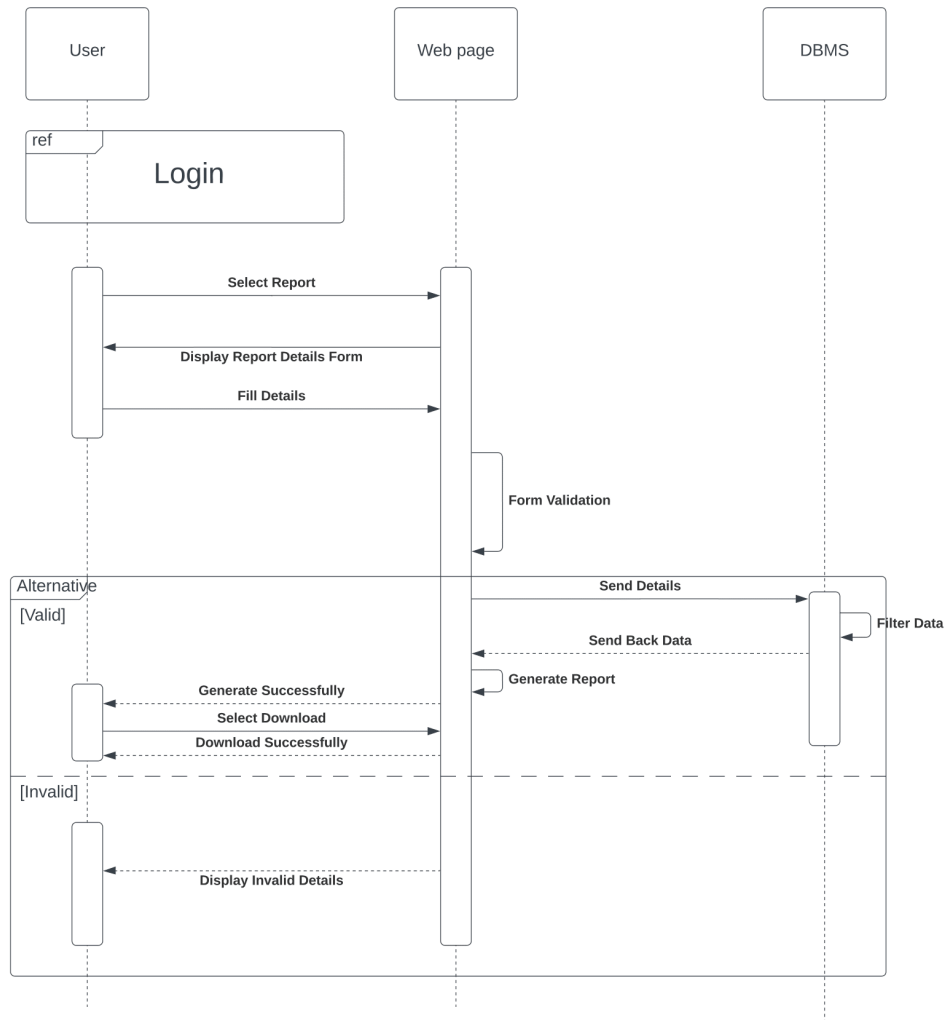 User
Web page
DBMS
ref
Login
Select Report
Display Report Details Form
Fill Details
Form Validation
Alternative
Send Details
[Valid]
Filter Data
Send Back Data
Generate Report
Generate Successfully
Select Download
Download Successfully
[Invalid]
Display Invalid Details